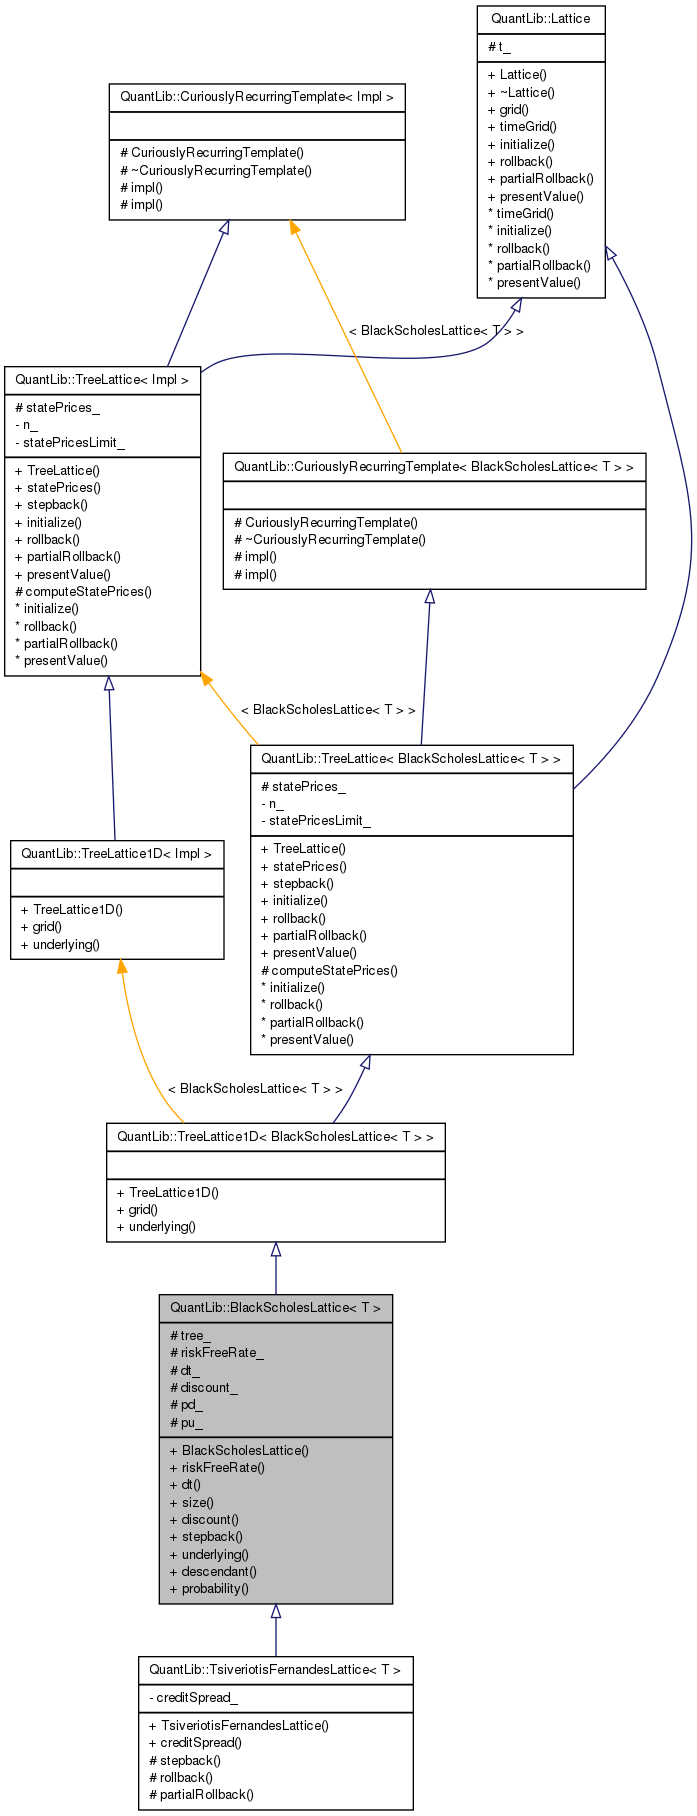 QuantLib::Lattice
# t_
+ Lattice()
+ ~Lattice()
+ grid()
+ timeGrid()
+ initialize()
+ rollback()
+ partialRollback()
+ presentValue()
* timeGrid()
* initialize()
* rollback()
* partialRollback()
* presentValue()
QuantLib::CuriouslyRecurringTemplate< Impl >
# CuriouslyRecurringTemplate()
# ~CuriouslyRecurringTemplate()
# impl()
# impl()
< BlackScholesLattice< T > >
QuantLib::TreeLattice< Impl >
# statePrices_
- n_
- statePricesLimit_
+ TreeLattice()
+ statePrices()
+ stepback()
+ initialize()
+ rollback()
+ partialRollback()
+ presentValue()
# computeStatePrices()
* initialize()
* rollback()
* partialRollback()
* presentValue()
QuantLib::CuriouslyRecurringTemplate< BlackScholesLattice< T > >
# CuriouslyRecurringTemplate()
# ~CuriouslyRecurringTemplate()
# impl()
# impl()
< BlackScholesLattice< T > >
QuantLib::TreeLattice< BlackScholesLattice< T > >
# statePrices_
- n_
- statePricesLimit_
+ TreeLattice()
+ statePrices()
+ stepback()
+ initialize()
+ rollback()
+ partialRollback()
+ presentValue()
# computeStatePrices()
* initialize()
* rollback()
* partialRollback()
* presentValue()
QuantLib::TreeLattice1D< Impl >
+ TreeLattice1D()
+ grid()
+ underlying()
< BlackScholesLattice< T > >
QuantLib::TreeLattice1D< BlackScholesLattice< T > >
+ TreeLattice1D()
+ grid()
+ underlying()
QuantLib::BlackScholesLattice< T >
# tree_
# riskFreeRate_
# dt_
# discount_
# pd_
# pu_
+ BlackScholesLattice()
+ riskFreeRate()
+ dt()
+ size()
+ discount()
+ stepback()
+ underlying()
+ descendant()
+ probability()
QuantLib::TsiveriotisFernandesLattice< T >
- creditSpread_
+ TsiveriotisFernandesLattice()
+ creditSpread()
# stepback()
# rollback()
# partialRollback()